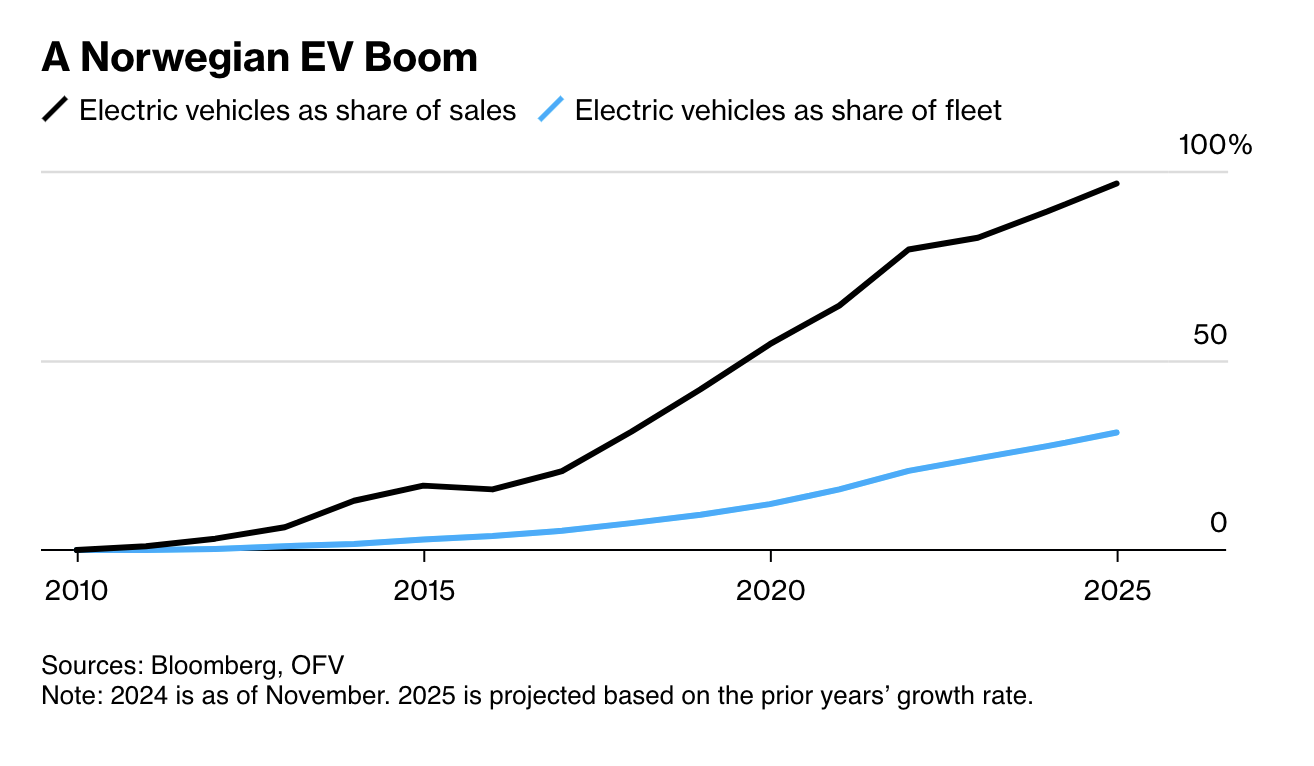 A Norwegian EV Boom
Electric vehicles as share of sales Electric vehicles as share of fleet
100%
50
0
2010 2015 2020 2025
Sources: Bloomberg, OFV
Note: 2024 is as of November. 2025 is projected based on the prior years’ growth rate.